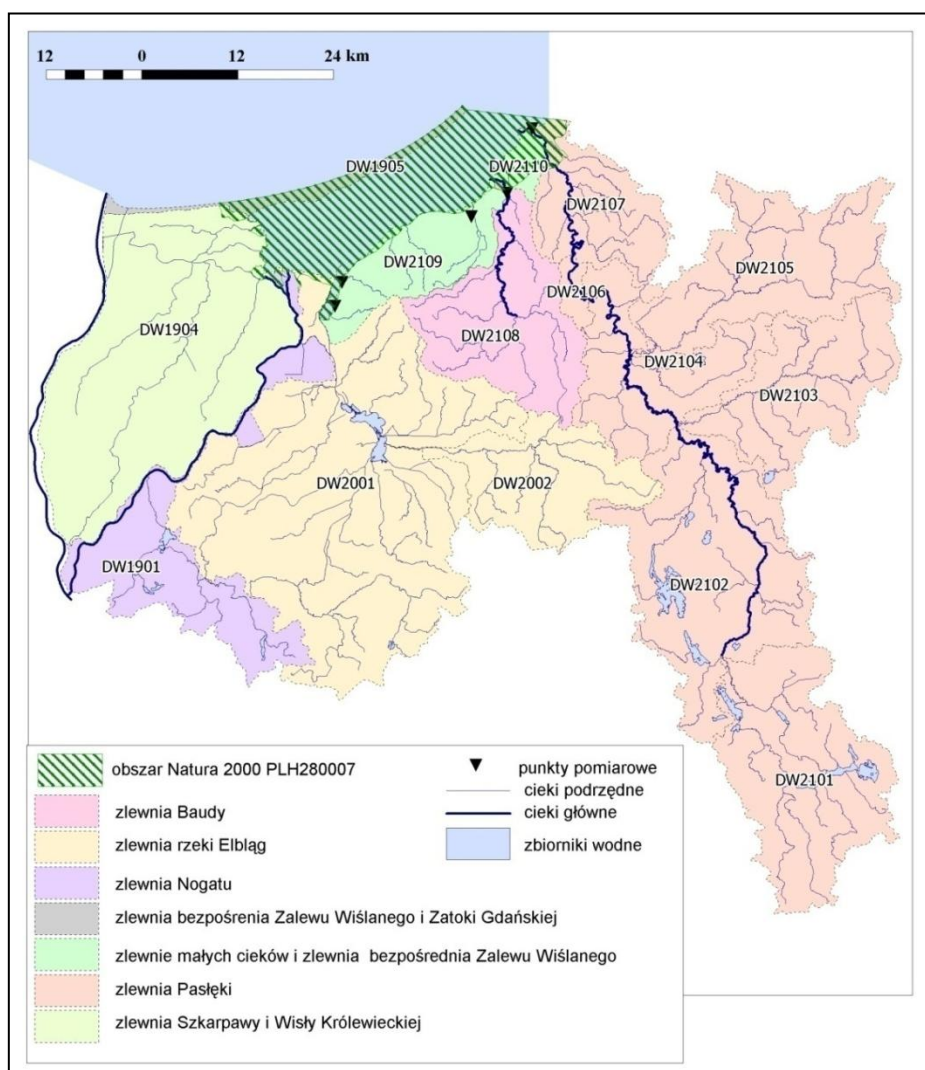 12 0 12 24 km
DW1905
DW2110
DW2107
DW2105
DW2109
DW2106
DW1904
DW2108
DW2104
DW2103
DW2001
DW2002
DW1901
DW2102
DW2101
obszar Natura 2000 PLH280007
zlewnia Baudy
zlewnia rzeki Elbląg
zlewnia Nogatu
zlewnia bezpośrenia Zalewu Wiślanego i Zatoki Gdańskiej
zlewnie małych cieków i zlewnia bezpośrednia Zalewu Wiślanego
zlewnia Pasłęki
zlewnia Szkarpawy i Wisły Królewieckiej
punkty pomiarowe
cieki podrzędne
cieki główne
zbiorniki wodne